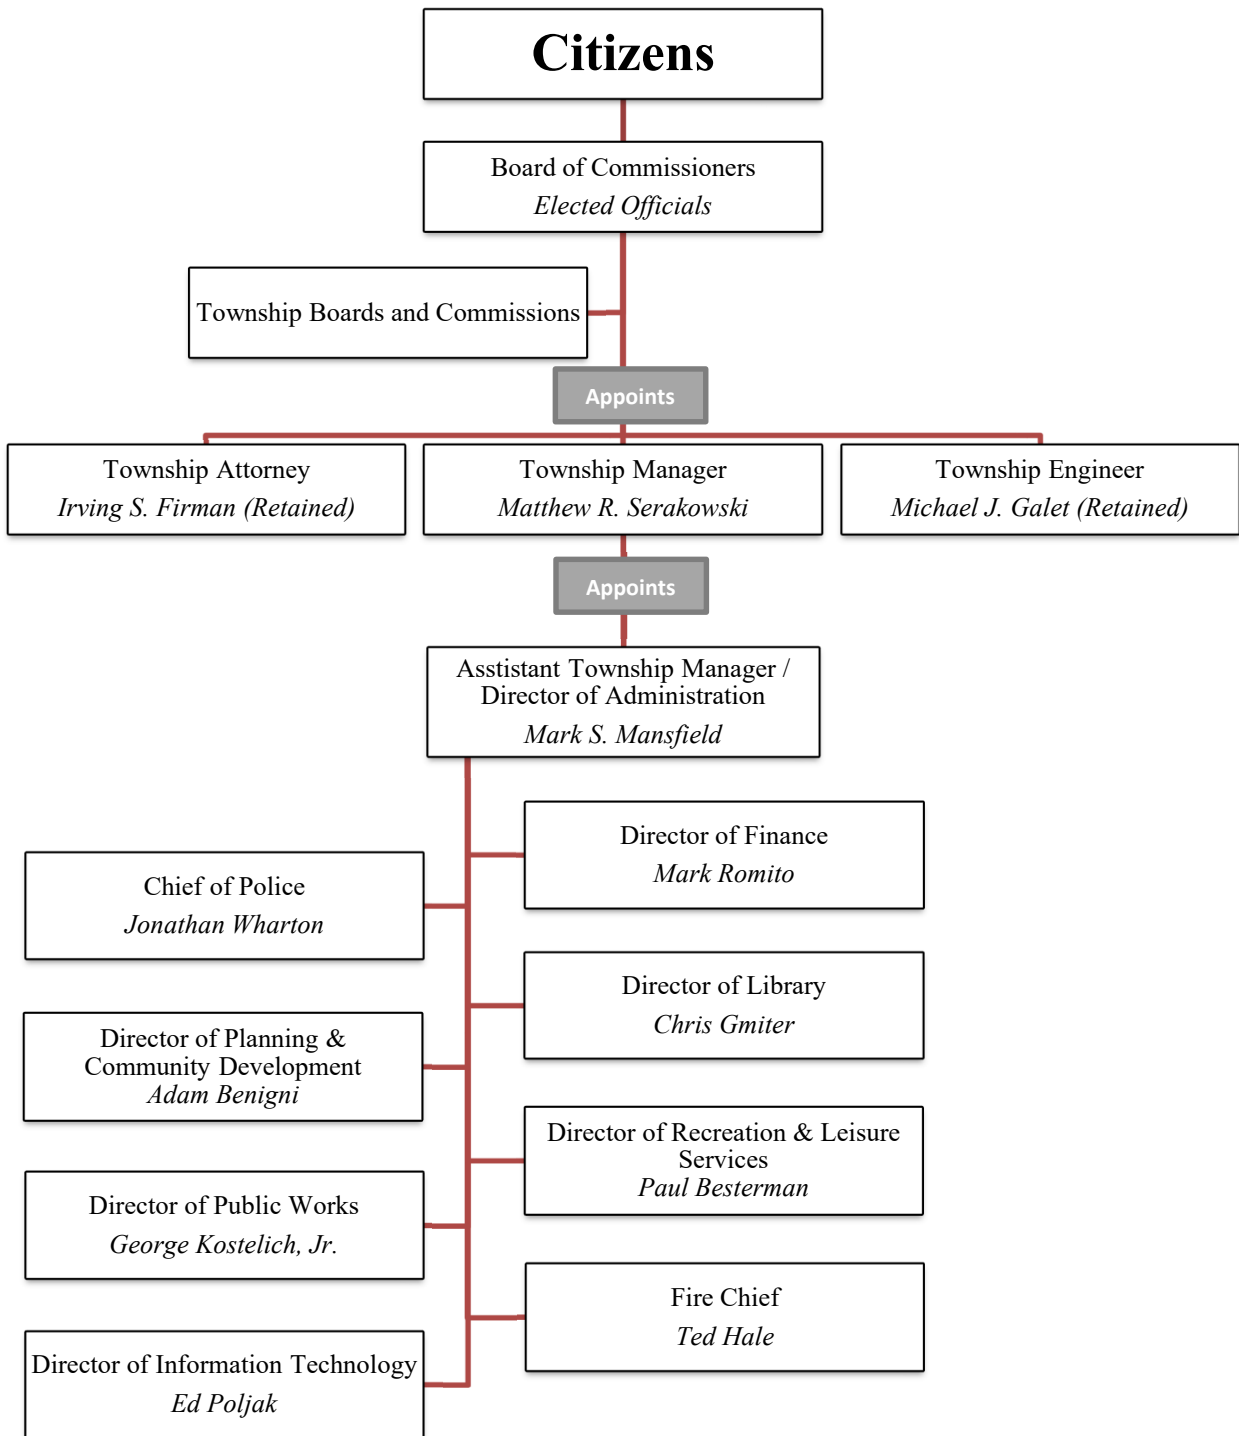 Citizens
Board of Commissioners
Elected Officials
Township Boards and Commissions
Appoints
Township Attorney
Irving S. Firman (Retained)
Township Manager
Matthew R. Serakowski
Township Engineer
Michael J. Galet (Retained)
Appoints
Asstistant Township Manager /
Director of Administration
Mark S. Mansfield
Director of Finance
Mark Romito
Chief of Police
Jonathan Wharton
Director of Library
Chris Gmiter
Director of Planning &
Community Development
Adam Benigni
Director of Recreation & Leisure
Services
Paul Besterman
Director of Public Works
George Kostelich, Jr.
Fire Chief
Ted Hale
Director of Information Technology
Ed Poljak